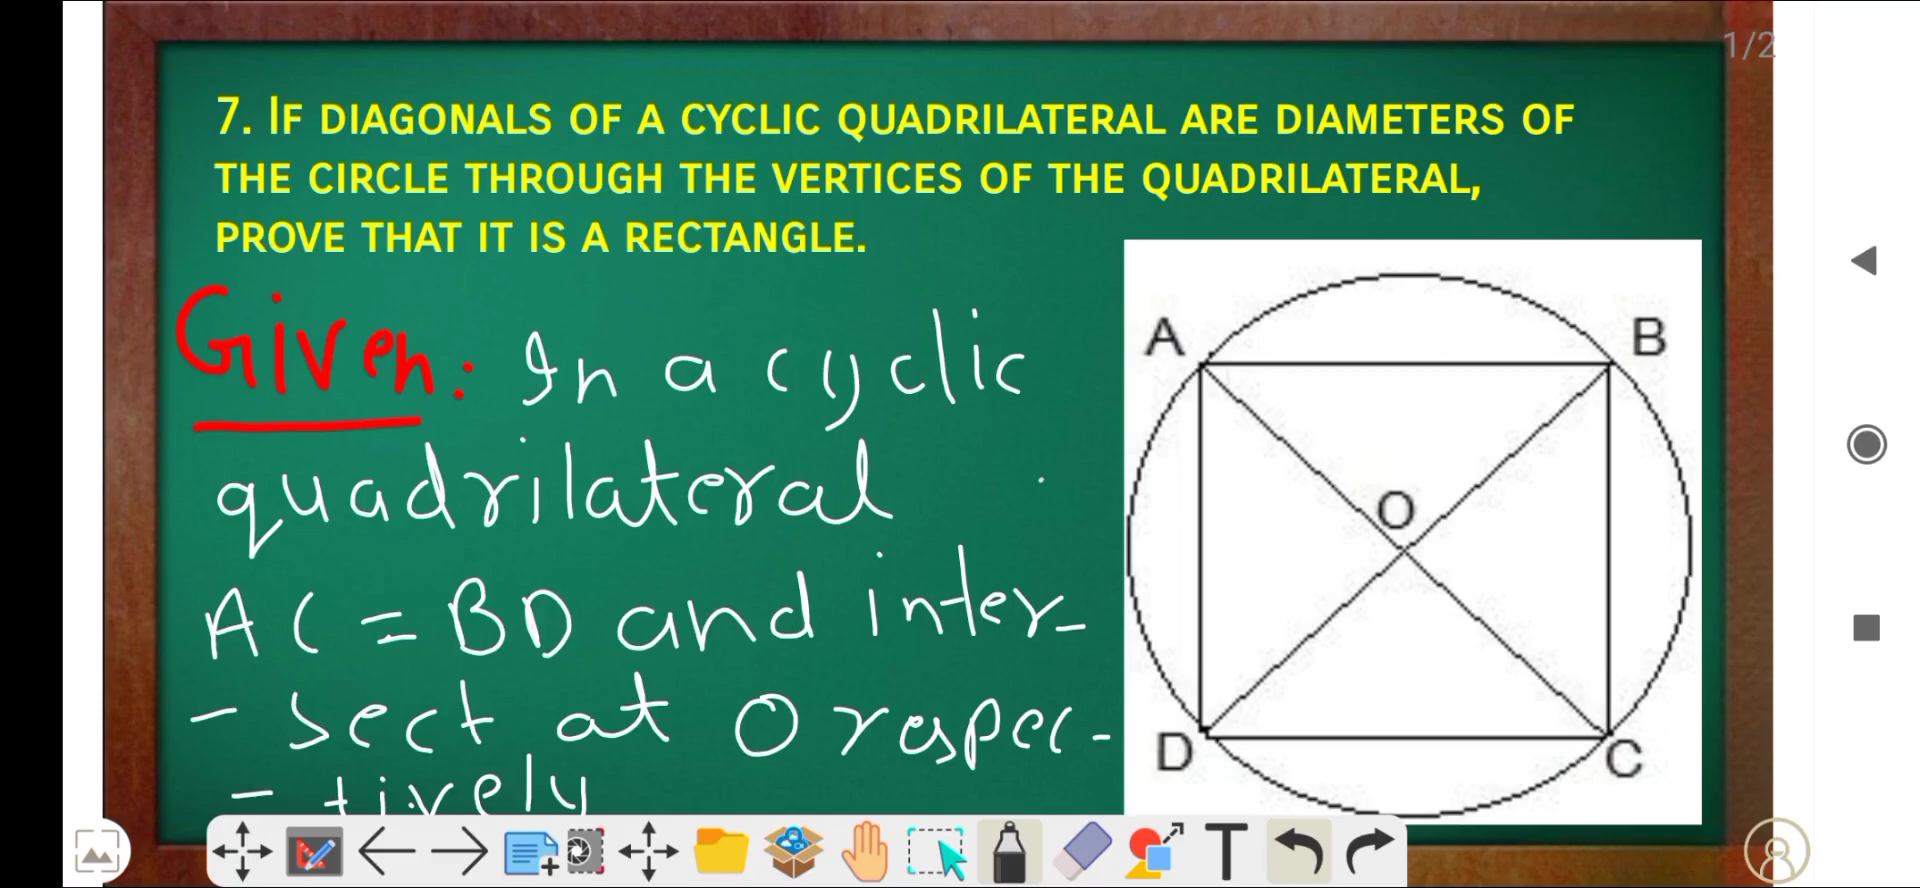 1/2
7. IF DIAGONALS OF A CYCLIC QUADRILATERAL ARE DIAMETERS OF
THE CIRCLE THROUGH THE VERTICES OF THE QUADRILATERAL,
PROVE THAT IT IS A RECTANGLE.
Given: In a cyclic
quadrilateral
AC = BD and inter-
- sect at O respec-
- tively
A
B
O
D
C
T